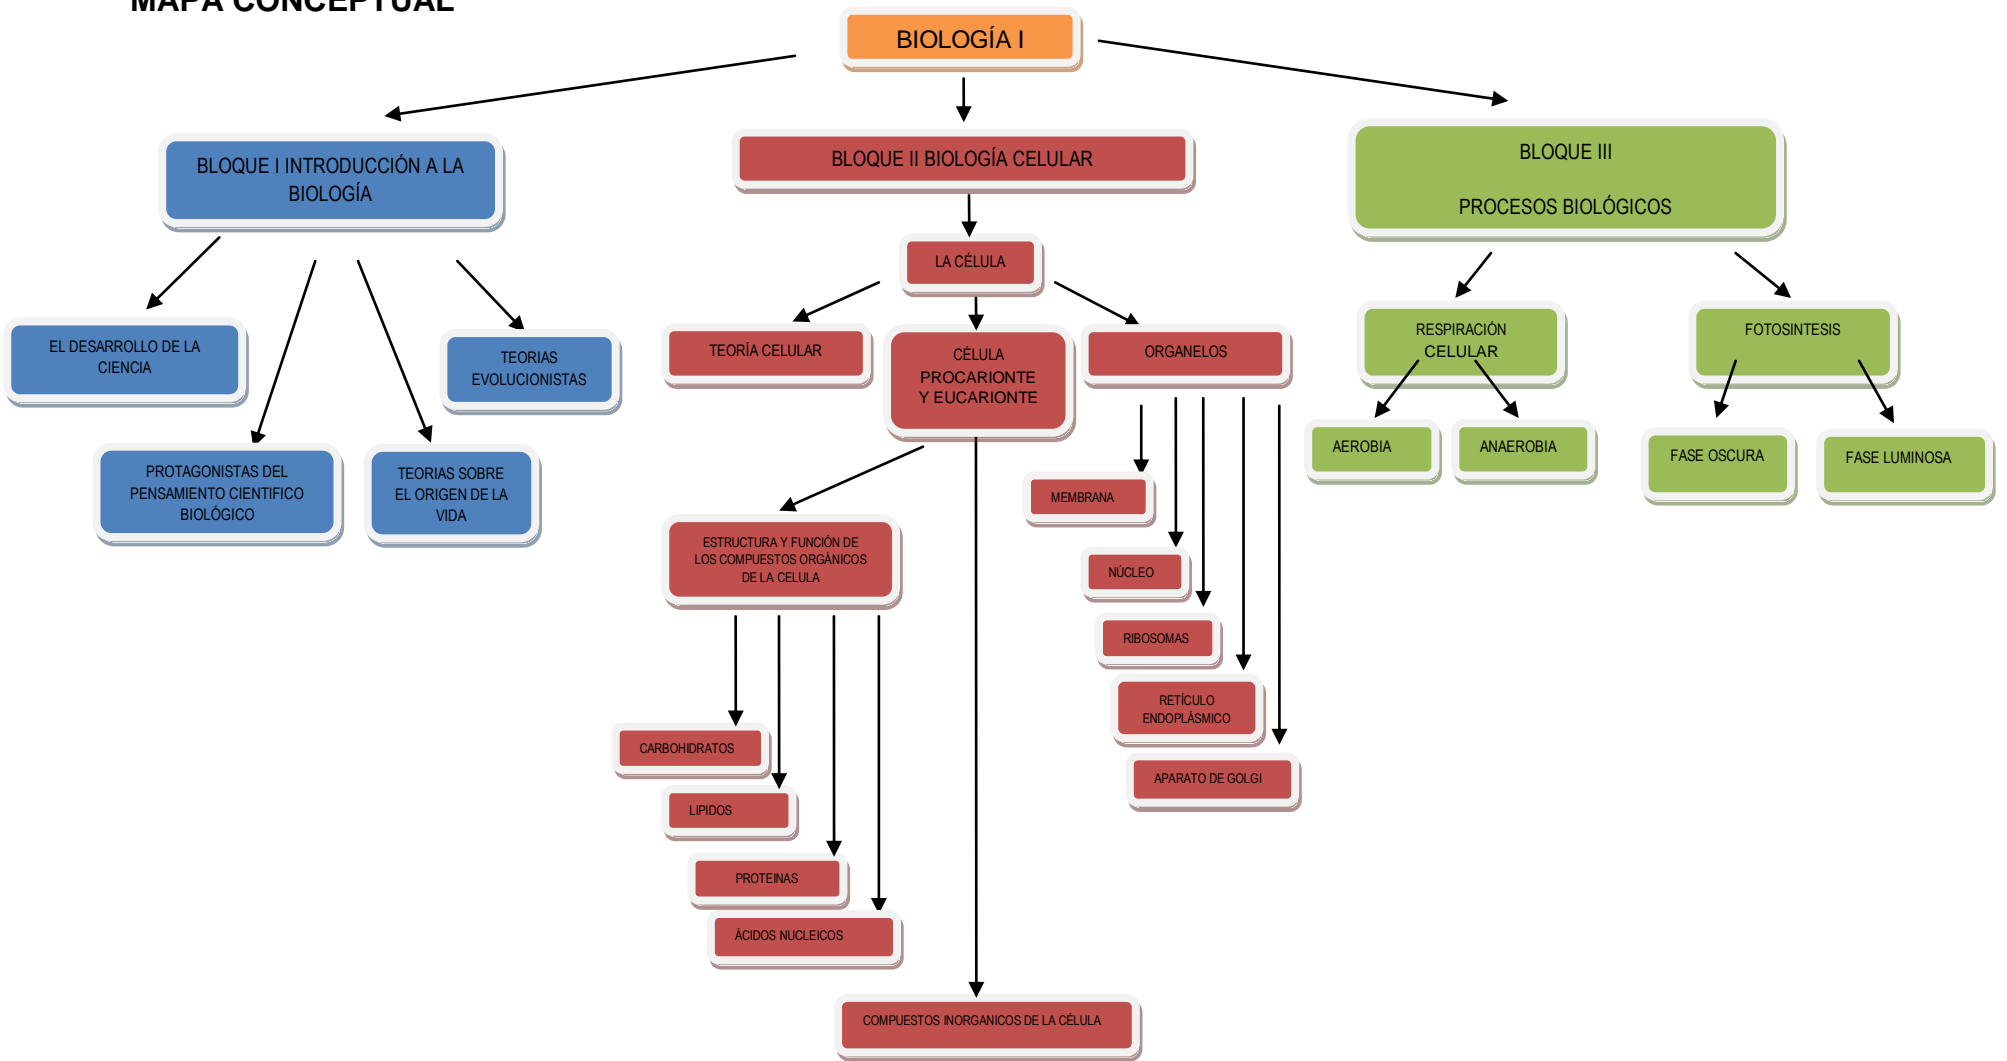 MAPA CONCEPTUAL
BIOLOGÍA I
BLOQUE I INTRODUCCIÓN A LA
BIOLOGÍA
EL DESARROLLO DE LA
CIENCIA
PROTAGONISTAS DEL
PENSAMIENTO CIENTIFICO
BIOLÓGICO
TEORIAS SOBRE
EL ORIGEN DE LA
VIDA
TEORIAS
EVOLUCIONISTAS
BLOQUE II BIOLOGÍA CELULAR
LA CÉLULA
TEORÍA CELULAR
CÉLULA
PROCARIONTE
Y EUCARIONTE
ORGANELOS
ESTRUCTURA Y FUNCIÓN DE
LOS COMPUESTOS ORGÁNICOS
DE LA CELULA
CARBOHIDRATOS
LIPIDOS
PROTEINAS
ÁCIDOS NUCLEICOS
COMPUESTOS INORGANICOS DE LA CÉLULA
MEMBRANA
NÚCLEO
RIBOSOMAS
RETÍCULO
ENDOPLÁSMICO
APARATO DE GOLGI
BLOQUE III
PROCESOS BIOLÓGICOS
RESPIRACIÓN
CELULAR
AEROBIA
ANAEROBIA
FOTOSINTESIS
FASE OSCURA
FASE LUMINOSA